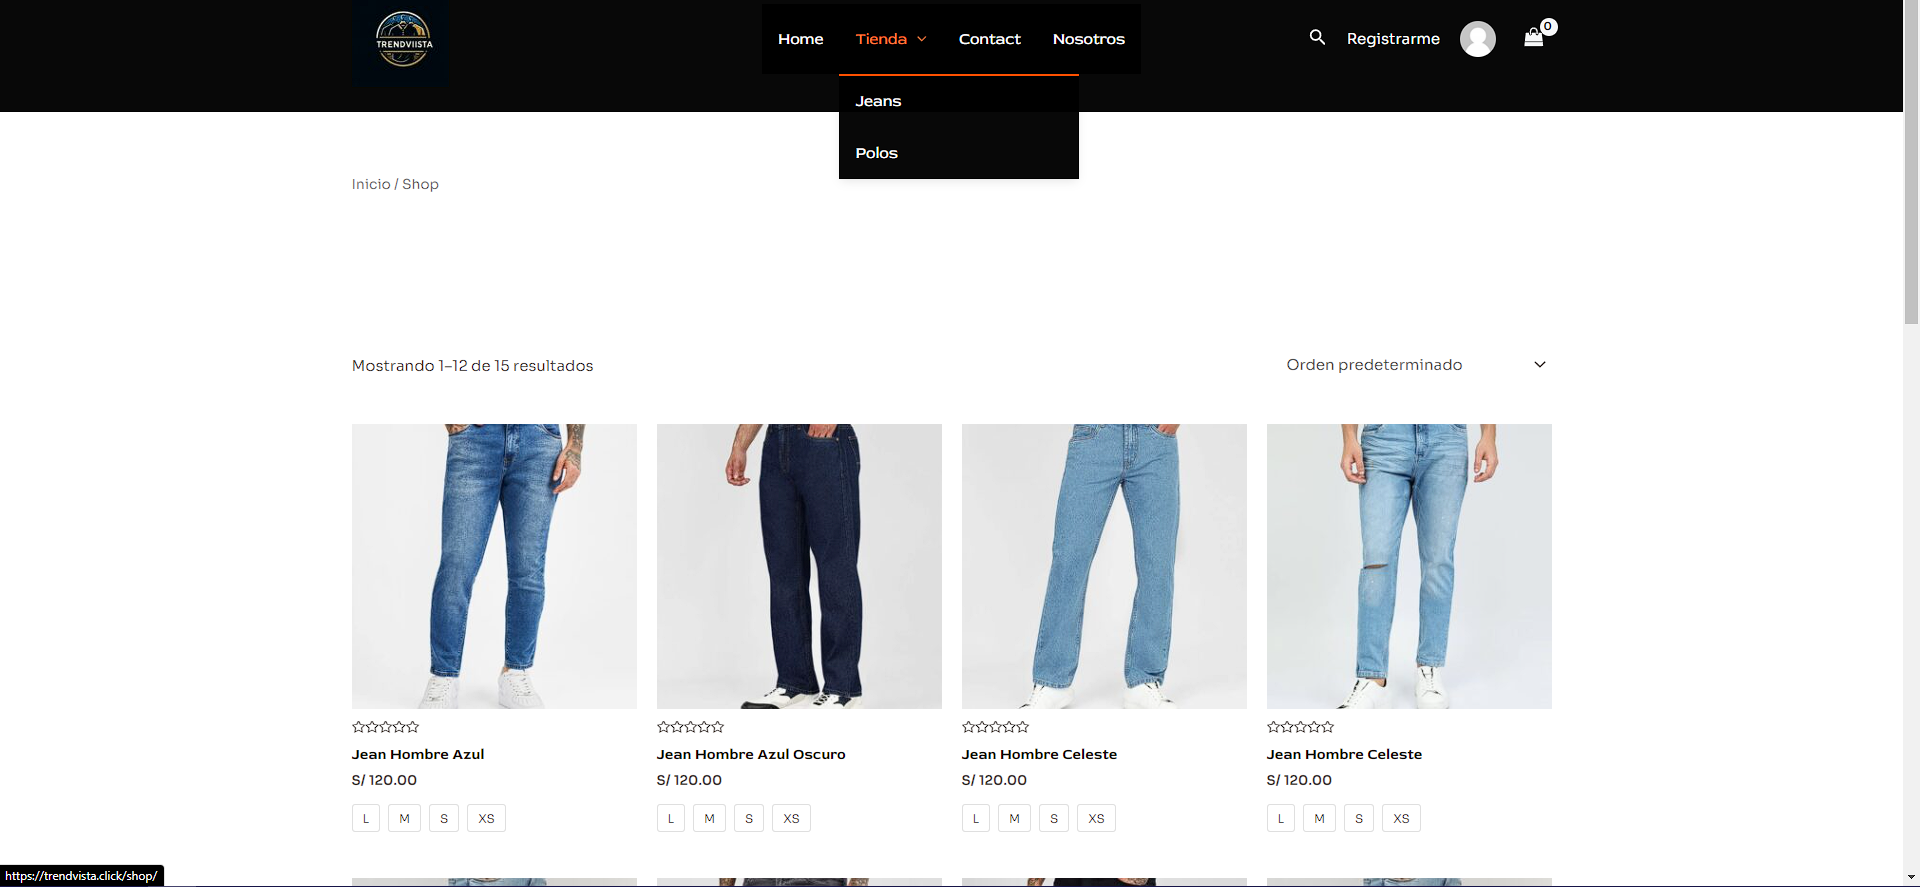 TRENDVIISTA
Home Tienda Contact Nosotros
Registrarme 0
Jeans
Polos
Inicio / Shop
Mostrando 1–12 de 15 resultados
Orden predeterminado
Jean Hombre Azul
S/ 120.00
L M S XS
Jean Hombre Azul Oscuro
S/ 120.00
L M S XS
Jean Hombre Celeste
S/ 120.00
L M S XS
Jean Hombre Celeste
S/ 120.00
L M S XS
https://trendvista.click/shop/